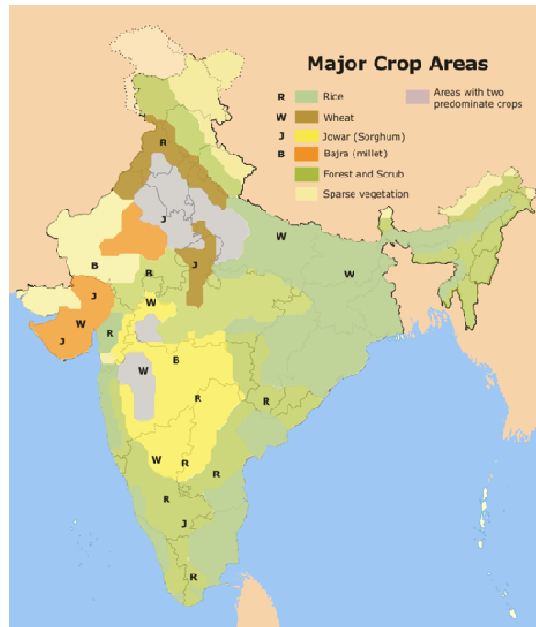 Major Crop Areas
R Rice
W Wheat
J Jowar (Sorghum)
B Bajra (millet)
Forest and Scrub
Sparse vegetation
Areas with two
predominate crops
R
J
W
J
W
B
R
J
W
W
R
J
B
W
R
R
W
R
R
R
J
R